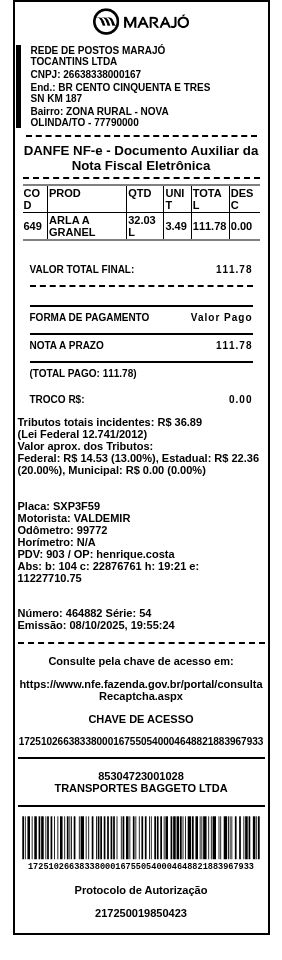 MARAJÓ
REDE DE POSTOS MARAJÓ
TOCANTINS LTDA
CNPJ: 26638338000167
End.: BR CENTO CINQUENTA E TRES
SN KM 187
Bairro: ZONA RURAL - NOVA
OLINDA/TO - 77790000
DANFE NF-e - Documento Auxiliar da
Nota Fiscal Eletrônica
COD PROD QTD UNIT TOTAL DESC
649 ARLA A GRANEL 32.03 L 3.49 111.78 0.00
VALOR TOTAL FINAL: 111.78
FORMA DE PAGAMENTO Valor Pago
NOTA A PRAZO 111.78
(TOTAL PAGO: 111.78)
TROCO R$: 0.00
Tributos totais incidentes: R$ 36.89
(Lei Federal 12.741/2012)
Valor aprox. dos Tributos:
Federal: R$ 14.53 (13.00%), Estadual: R$ 22.36
(20.00%), Municipal: R$ 0.00 (0.00%)
Placa: SXP3F59
Motorista: VALDEMIR
Odômetro: 99772
Horímetro: N/A
PDV: 903 / OP: henrique.costa
Abs: b: 104 c: 22876761 h: 19:21 e:
11227710.75
Número: 464882 Série: 54
Emissão: 08/10/2025, 19:55:24
Consulte pela chave de acesso em:
https://www.nfe.fazenda.gov.br/portal/consulta
Recaptcha.aspx
CHAVE DE ACESSO
17251026638338000167550540004648821883967933
85304723001028
TRANSPORTES BAGGETO LTDA
17251026638338000167550540004648821883967933
Protocolo de Autorização
217250019850423